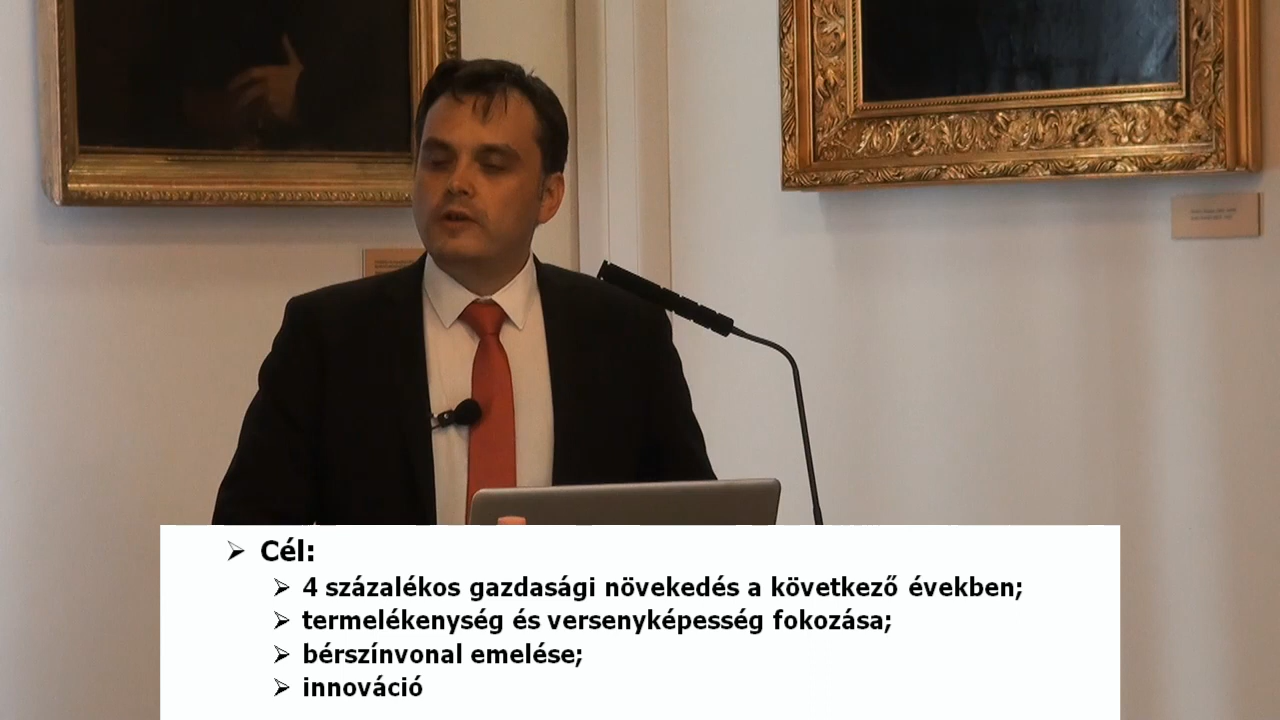 Cél:
4 százalékos gazdasági növekedés a következő években;
termelékenység és versenyképesség fokozása;
bérszínvonal emelése;
innováció